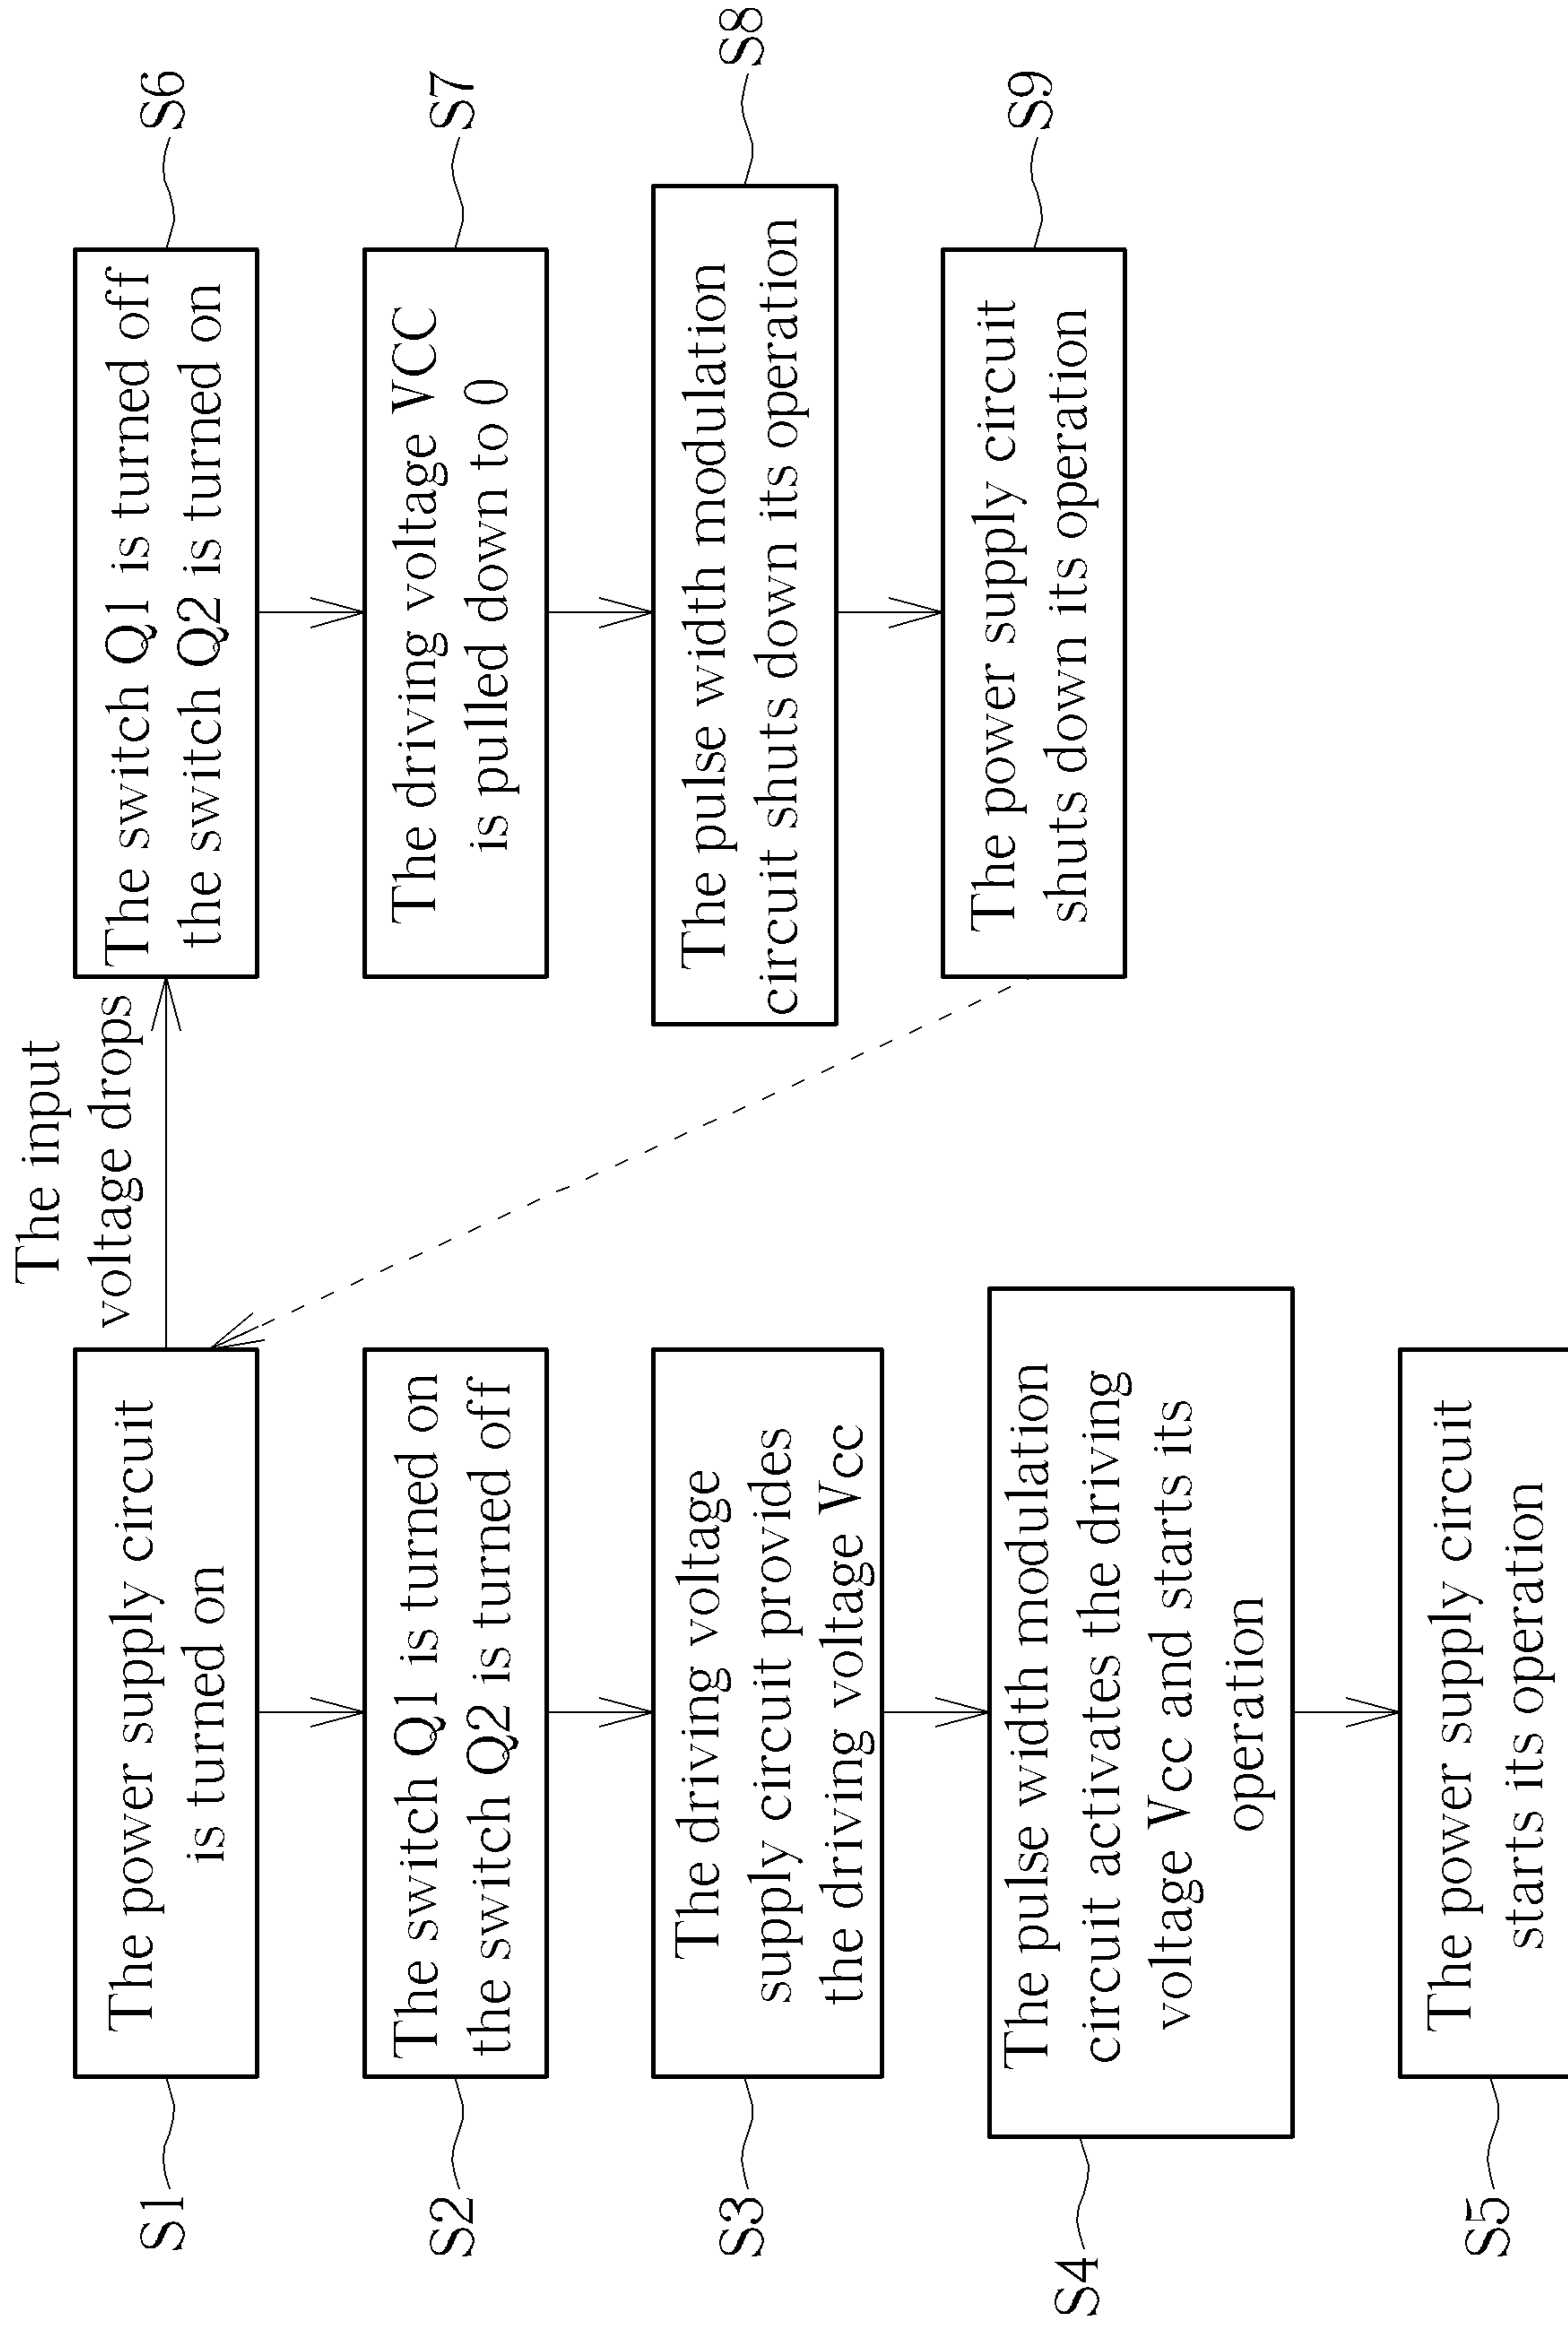 S1
The power supply circuit
is turned on
S2
The switch Q1 is turned on
the switch Q2 is turned off
S3
The driving voltage
supply circuit provides
the driving voltage Vcc
S4
The pulse width modulation
circuit activates the driving
voltage Vcc and starts its
operation
S5
The power supply circuit
starts its operation
The input
voltage drops
The switch Q1 is turned off
the switch Q2 is turned on
S6
The driving voltage VCC
is pulled down to 0
S7
The pulse width modulation
circuit shuts down its operation
S8
The power supply circuit
shuts down its operation
S9